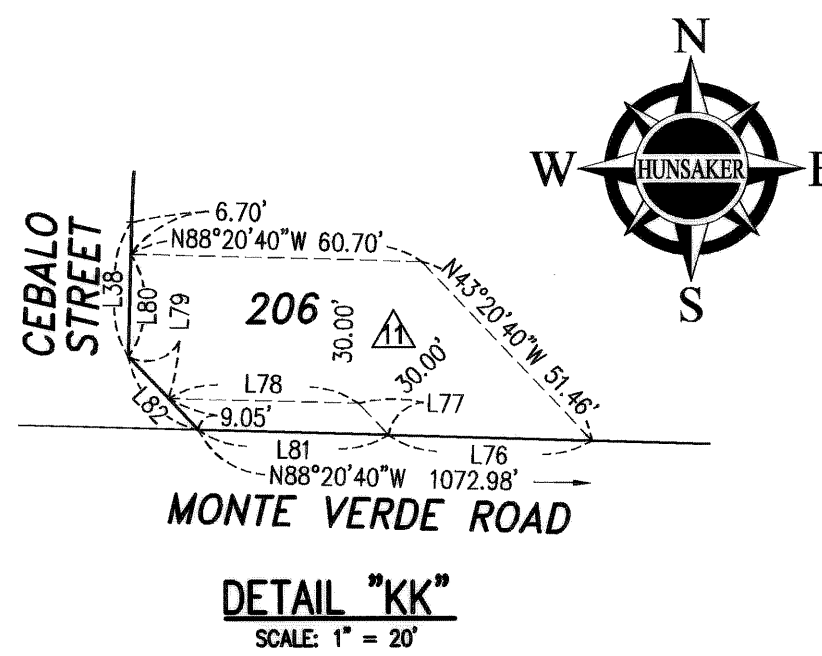 N
W
HUNSAKER
E
S
CEBALO
STREET
6.70'
N88°20'40"W 60.70'
L38
L80
L79
206
30.00'
11
N43°20'40"W 51.46'
30.00'
L78
L77
L82
9.05'
L81
L76
N88°20'40"W 1072.98'
MONTE VERDE ROAD
DETAIL "KK"
SCALE: 1" = 20'